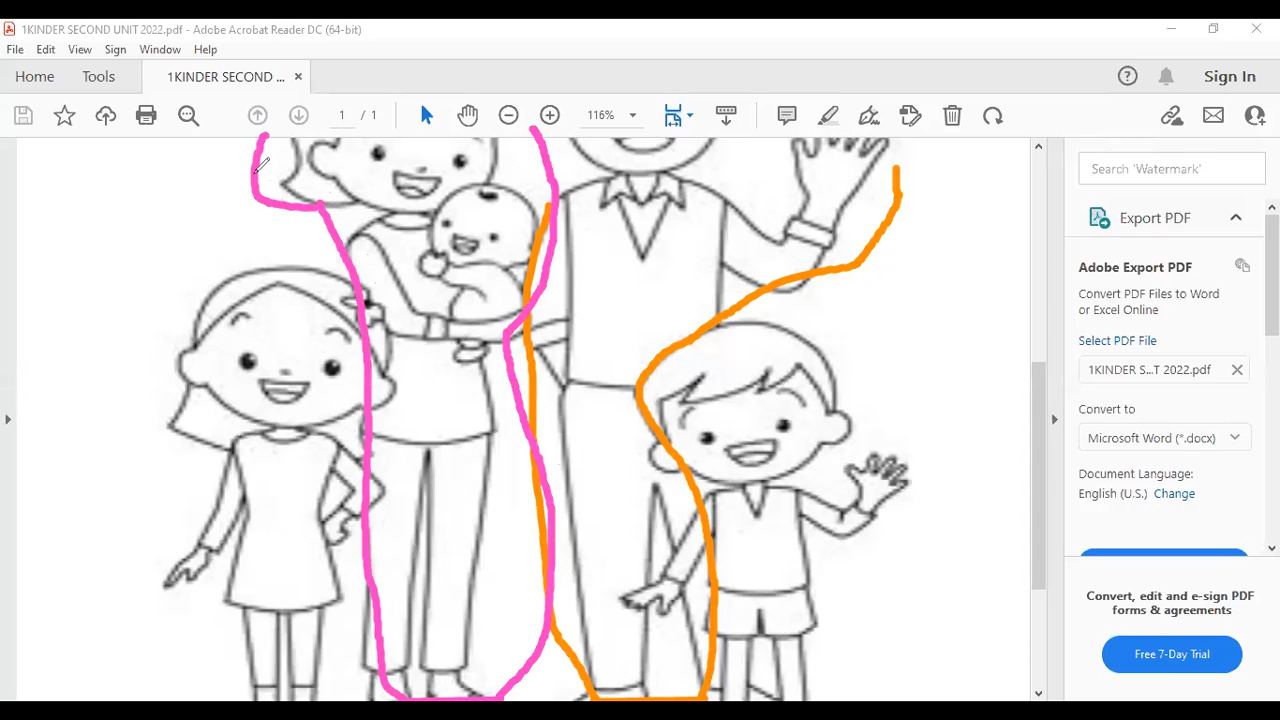 1KINDER SECOND UNIT 2022.pdf - Adobe Acrobat Reader DC (64-bit)
File Edit View Sign Window Help
Home Tools 1KINDER SECOND ... × Sign In
1 / 1 116%
Search 'Watermark'
Export PDF
Adobe Export PDF
Convert PDF Files to Word
or Excel Online
Select PDF File
1KINDER S...T 2022.pdf
Convert to
Microsoft Word (*.docx)
Document Language:
English (U.S.) Change
Convert, edit and e-sign PDF
forms & agreements
Free 7-Day Trial